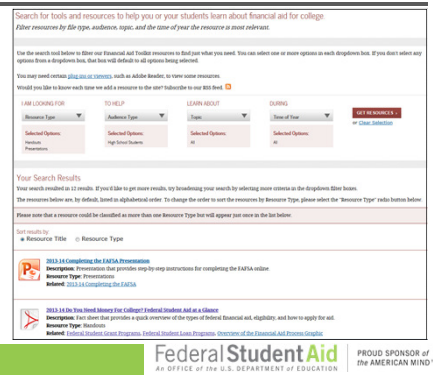 Search for tools and resources to help you or your students learn about financial aid for college.
Filter resources by file type, audience, topic, and the time of year the resource is most relevant.
Use the search tool below to filter our Financial Aid Toolkit resources to find just what you need. You can select one or more options in each dropdown box. If you don't select any
options from a dropdown box, that box will default to all options being selected.
You may need certain plug-ins or viewers, such as Adobe Reader, to view some resources.
Would you like to know each time we add a resource to the site? Subscribe to our RSS feed.
I AM LOOKING FOR TO HELP LEARN ABOUT DURING
Resource Type Audience Type Topic Time of Year GET RESOURCES ›
or Clear Selection
Selected Options: Selected Options: Selected Options: Selected Options:
Handouts High School Students All All
Presentations
Your Search Results
Your search resulted in 12 results. If you'd like to get more results, try broadening your search by selecting more criteria in the dropdown filter boxes.
The resources below are, by default, listed in alphabetical order. To change the order to sort the resources by Resource Type, please select the "Resource Type" radio button below
Please note that a resource could be classified as more than one Resource Type but will appear just once in the list below.
Sort results by:
Resource Title Resource Type
2013-14 Completing the FAFSA Presentation
Description: Presentation that provides step-by-step instructions for completing the FAFSA online.
Resource Type: Presentations
Related: 2013-14 Completing the FAFSA
2013-14 Do You Need Money For College? Federal Student Aid at a Glance
Description: Fact sheet that provides a quick overview of the types of federal financial aid, eligibility, and how to apply for aid.
Resource Type: Handouts
Related: Federal Student Grant Programs, Federal Student Loan Programs, Overview of the Financial Aid Process Graphic
Federal Student Aid PROUD SPONSOR of
An OFFICE of the U.S. DEPARTMENT of EDUCATION the AMERICAN MIND®